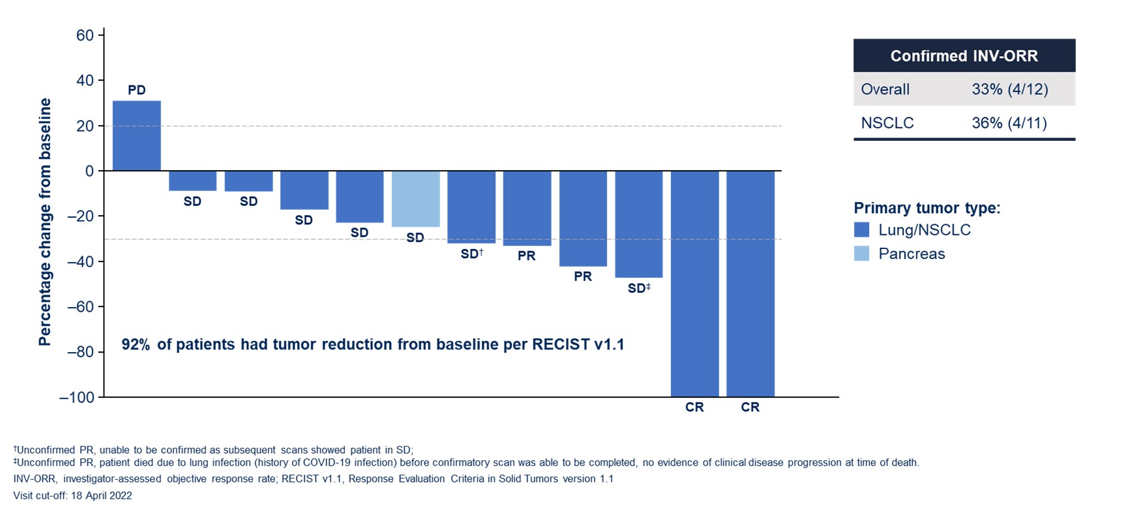 60
40
20
0
–20
–40
–60
–80
–100
Percentage change from baseline
PD
SD
SD
SD
SD
SD
SD†
PR
PR
SD‡
CR
CR
92% of patients had tumor reduction from baseline per RECIST v1.1
Confirmed INV-ORR
Overall 33% (4/12)
NSCLC 36% (4/11)
Primary tumor type:
Lung/NSCLC
Pancreas
†Unconfirmed PR, unable to be confirmed as subsequent scans showed patient in SD;
‡Unconfirmed PR, patient died due to lung infection (history of COVID-19 infection) before confirmatory scan was able to be completed, no evidence of clinical disease progression at time of death.
INV-ORR, investigator-assessed objective response rate; RECIST v1.1, Response Evaluation Criteria in Solid Tumors version 1.1
Visit cut-off: 18 April 2022